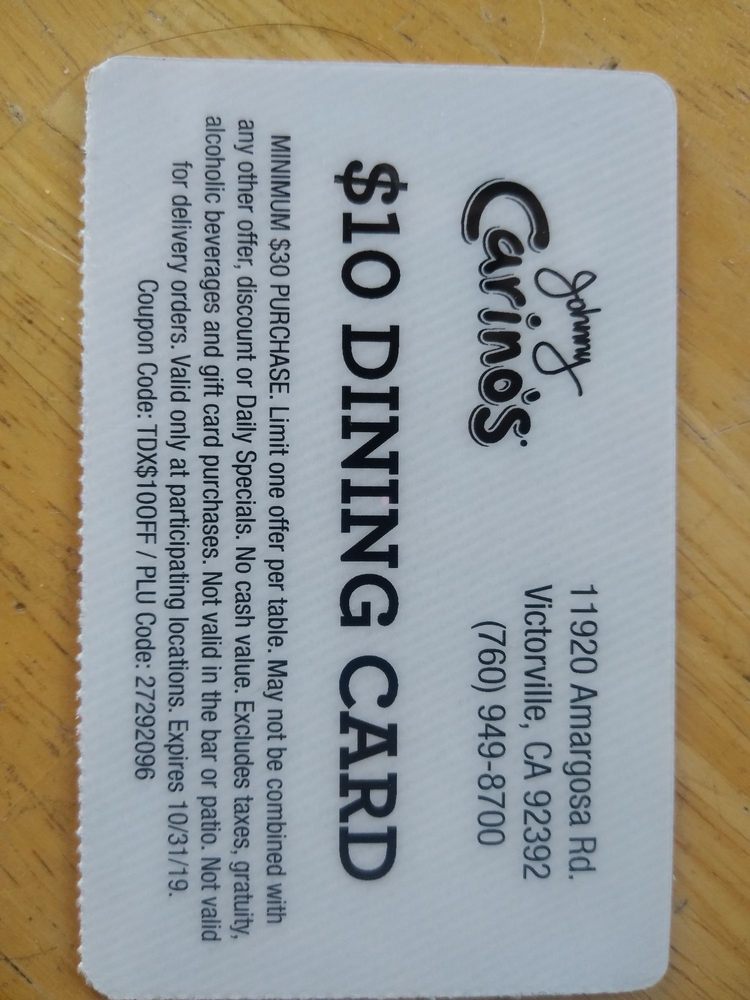 Johnny
Carino's
11920 Amargosa Rd.
Victorville, CA 92392
(760) 949-8700
$10 DINING CARD
MINIMUM $30 PURCHASE. Limit one offer per table. May not be combined with
any other offer, discount or Daily Specials. No cash value. Excludes taxes, gratuity,
alcoholic beverages and gift card purchases. Not valid in the bar or patio. Not valid
for delivery orders. Valid only at participating locations. Expires 10/31/19.
Coupon Code: TDX$10OFF / PLU Code: 27292096